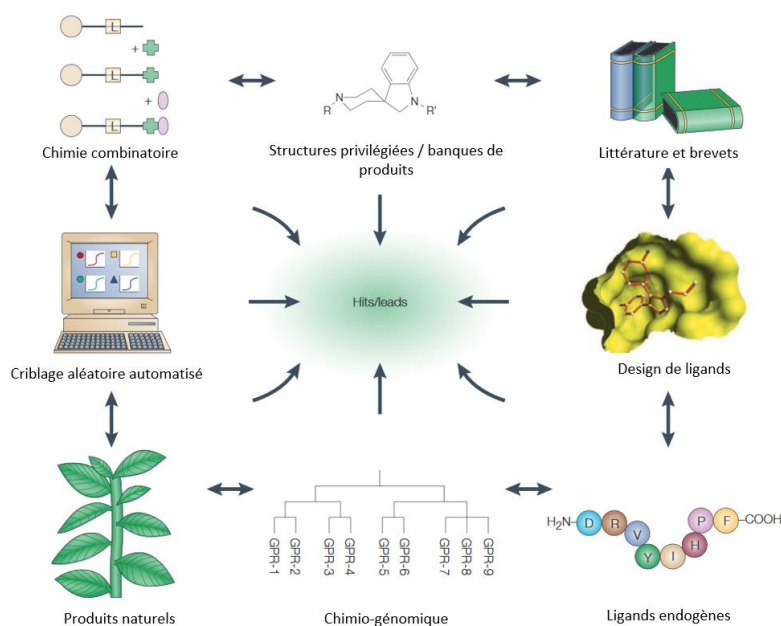 L
+
L
+
L
Chimie combinatoire
N
R
N
R'
Structures privilégiées / banques de
produits
Littérature et brevets
Criblage aléatoire automatisé
Hits/leads
Design de ligands
Produits naturels
GPR-1
GPR-2
GPR-3
GPR-4
GPR-5
GPR-6
GPR-7
GPR-8
GPR-9
Chimio-génomique
H₂N D R V Y I H P F COOH
Ligands endogènes